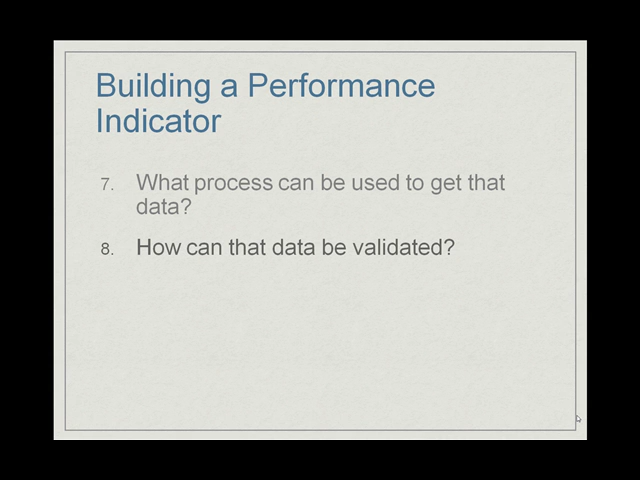 Building a Performance
Indicator
7. What process can be used to get that
data?
8. How can that data be validated?